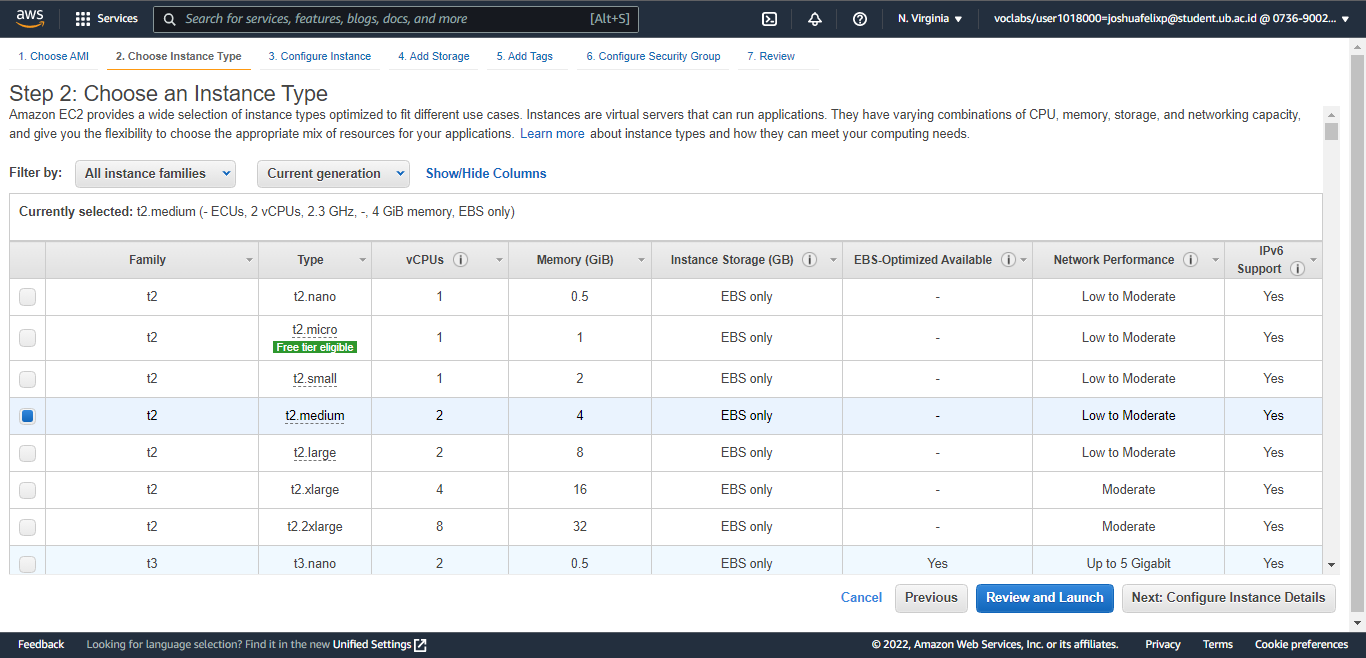 aws Services Search for services, features, blogs, docs, and more [Alt+S] N. Virginia voclabs/user1018000=joshuafelixp@student.ub.ac.id @ 0736-9002...
1. Choose AMI 2. Choose Instance Type 3. Configure Instance 4. Add Storage 5. Add Tags 6. Configure Security Group 7. Review
Step 2: Choose an Instance Type
Amazon EC2 provides a wide selection of instance types optimized to fit different use cases. Instances are virtual servers that can run applications. They have varying combinations of CPU, memory, storage, and networking capacity,
and give you the flexibility to choose the appropriate mix of resources for your applications. Learn more about instance types and how they can meet your computing needs.
Filter by: All instance families Current generation Show/Hide Columns
Currently selected: t2.medium (- ECUs, 2 vCPUs, 2.3 GHz, -, 4 GiB memory, EBS only)
Family Type vCPUs Memory (GiB) Instance Storage (GB) EBS-Optimized Available Network Performance IPv6
Support
t2 t2.nano 1 0.5 EBS only - Low to Moderate Yes
t2 t2.micro 1 1 EBS only - Low to Moderate Yes
Free tier eligible
t2 t2.small 1 2 EBS only - Low to Moderate Yes
t2 t2.medium 2 4 EBS only - Low to Moderate Yes
t2 t2.large 2 8 EBS only - Low to Moderate Yes
t2 t2.xlarge 4 16 EBS only - Moderate Yes
t2 t2.2xlarge 8 32 EBS only - Moderate Yes
t3 t3.nano 2 0.5 EBS only Yes Up to 5 Gigabit Yes
Cancel Previous Review and Launch Next: Configure Instance Details
Feedback Looking for language selection? Find it in the new Unified Settings © 2022, Amazon Web Services, Inc. or its affiliates. Privacy Terms Cookie preferences